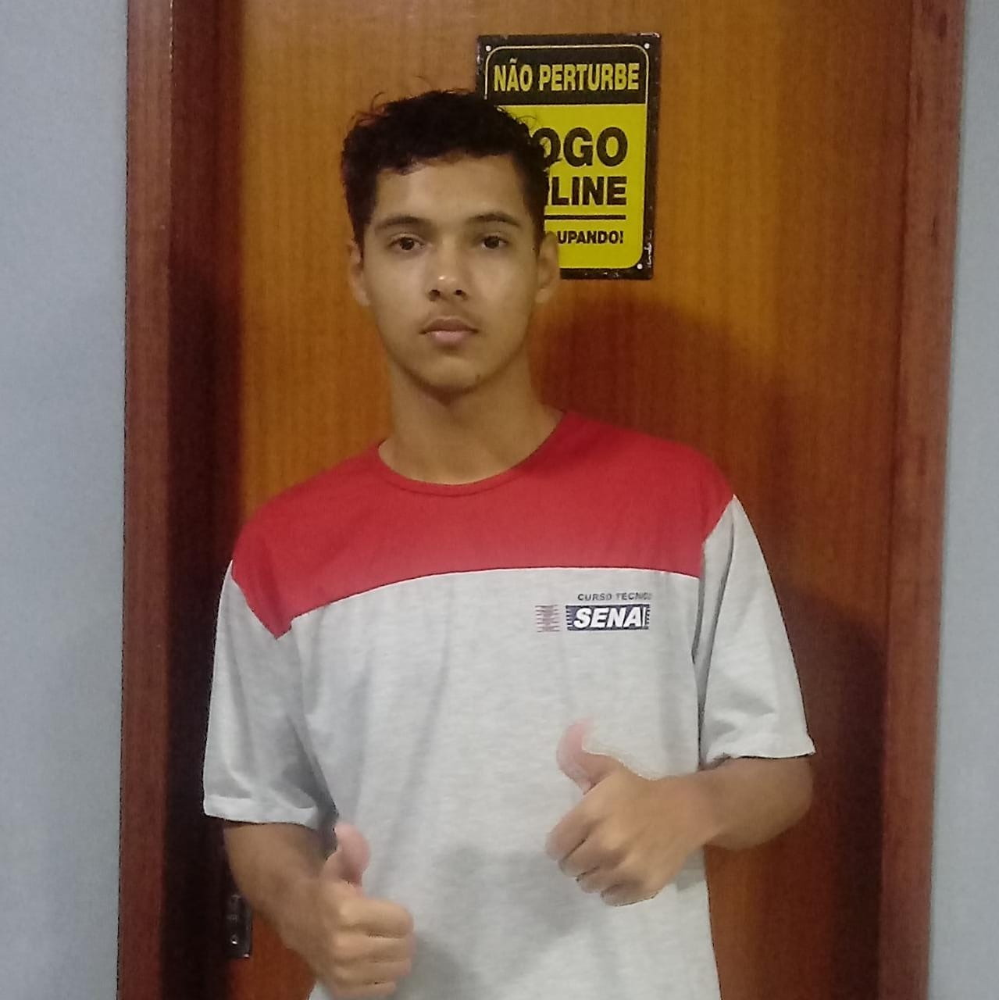 NÃO PERTURBE
OGO
LINE
UPANDO!
CURSO TÉCNICO
SENAI